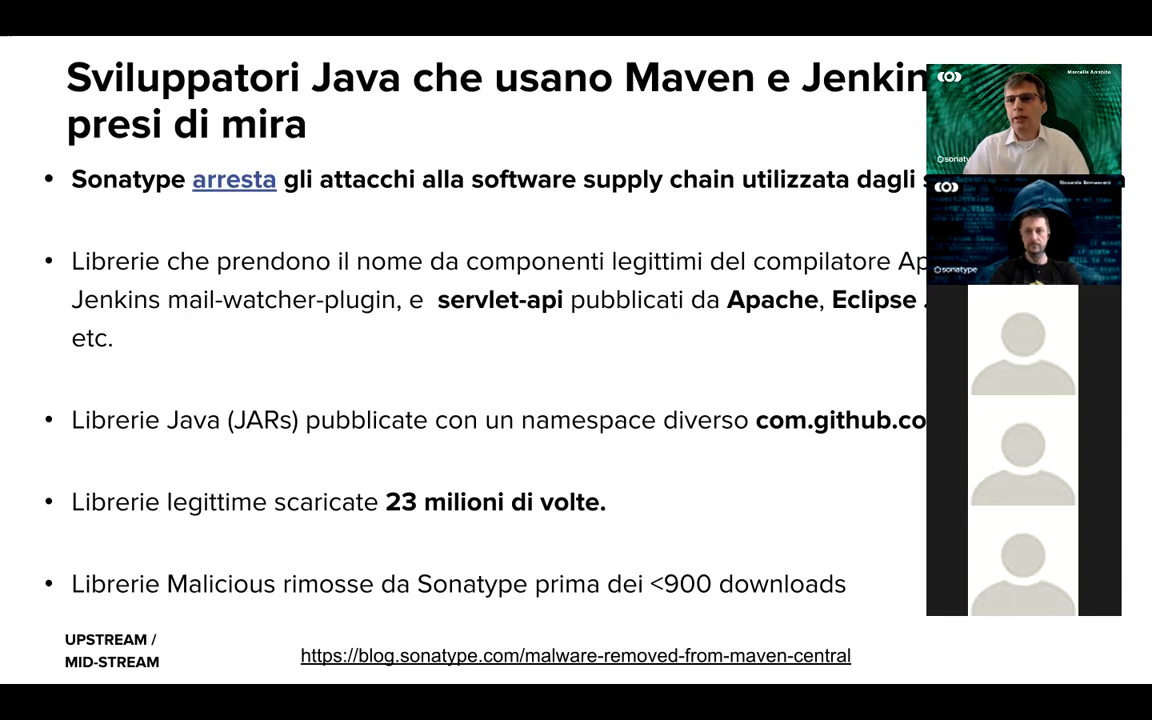 Sviluppatori Java che usano Maven e Jenkin
presi di mira
• Sonatype arresta gli attacchi alla software supply chain utilizzata dagli
• Librerie che prendono il nome da componenti legittimi del compilatore
Jenkins mail-watcher-plugin, e servlet-api pubblicati da Apache, Eclipse
etc.
• Librerie Java (JARs) pubblicate con un namespace diverso com.github.co
• Librerie legittime scaricate 23 milioni di volte.
• Librerie Malicious rimosse da Sonatype prima dei <900 downloads
UPSTREAM /
MID-STREAM
https://blog.sonatype.com/malware-removed-from-maven-central
sonaty
sonatype